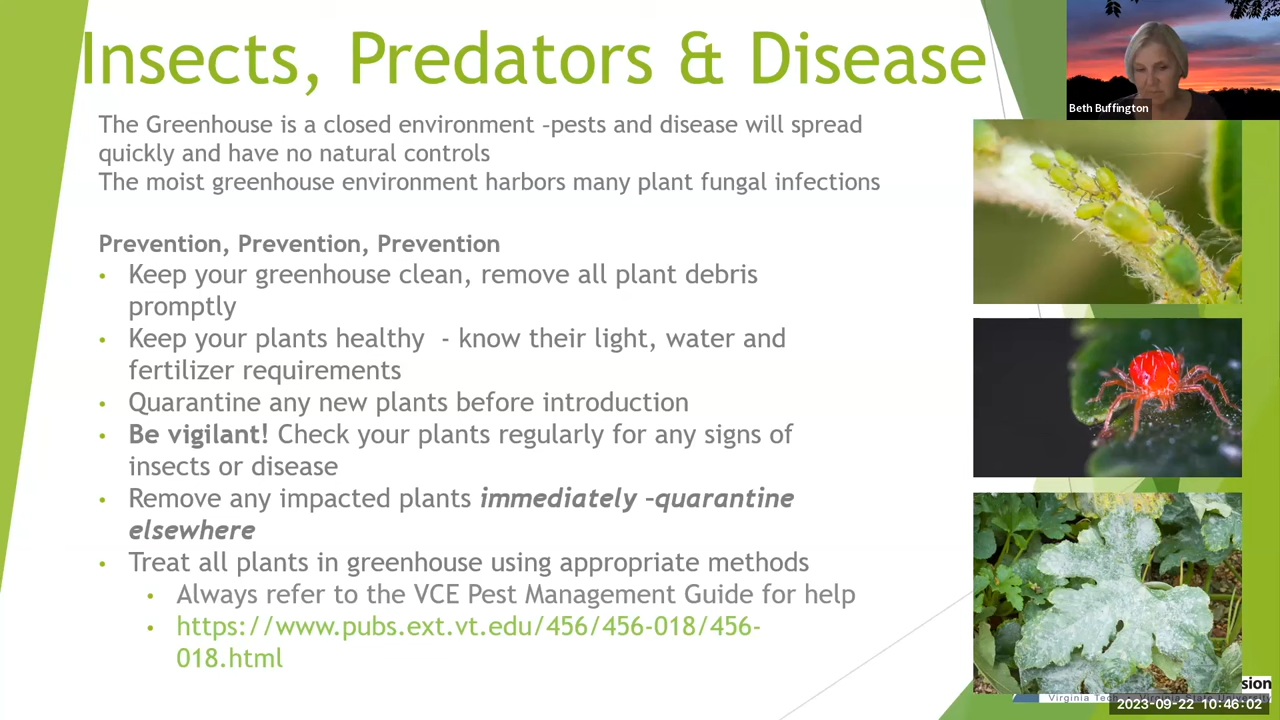 Insects, Predators & Disease
Beth Buffington
The Greenhouse is a closed environment –pests and disease will spread
quickly and have no natural controls
The moist greenhouse environment harbors many plant fungal infections
Prevention, Prevention, Prevention
• Keep your greenhouse clean, remove all plant debris
promptly
• Keep your plants healthy - know their light, water and
fertilizer requirements
• Quarantine any new plants before introduction
• Be vigilant! Check your plants regularly for any signs of
insects or disease
• Remove any impacted plants immediately –quarantine
elsewhere
• Treat all plants in greenhouse using appropriate methods
• Always refer to the VCE Pest Management Guide for help
• https://www.pubs.ext.vt.edu/456/456-018/456-
018.html
sion
Virginia Tech Virginia State University
2023-09-22 10:46:02